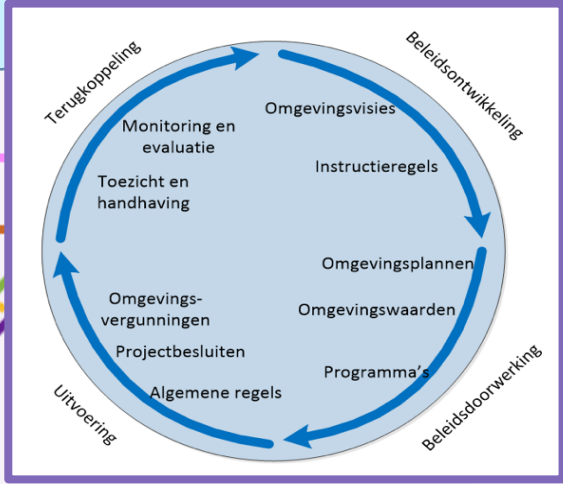 Terugkoppeling
Beleidsontwikkeling
Omgevingsvisies
Monitoring en
evaluatie
Instructieregels
Toezicht en
handhaving
Omgevingsplannen
Omgevings-
vergunningen
Omgevingswaarden
Projectbesluiten
Programma's
Algemene regels
Uitvoering
Beleidsdoorwerking